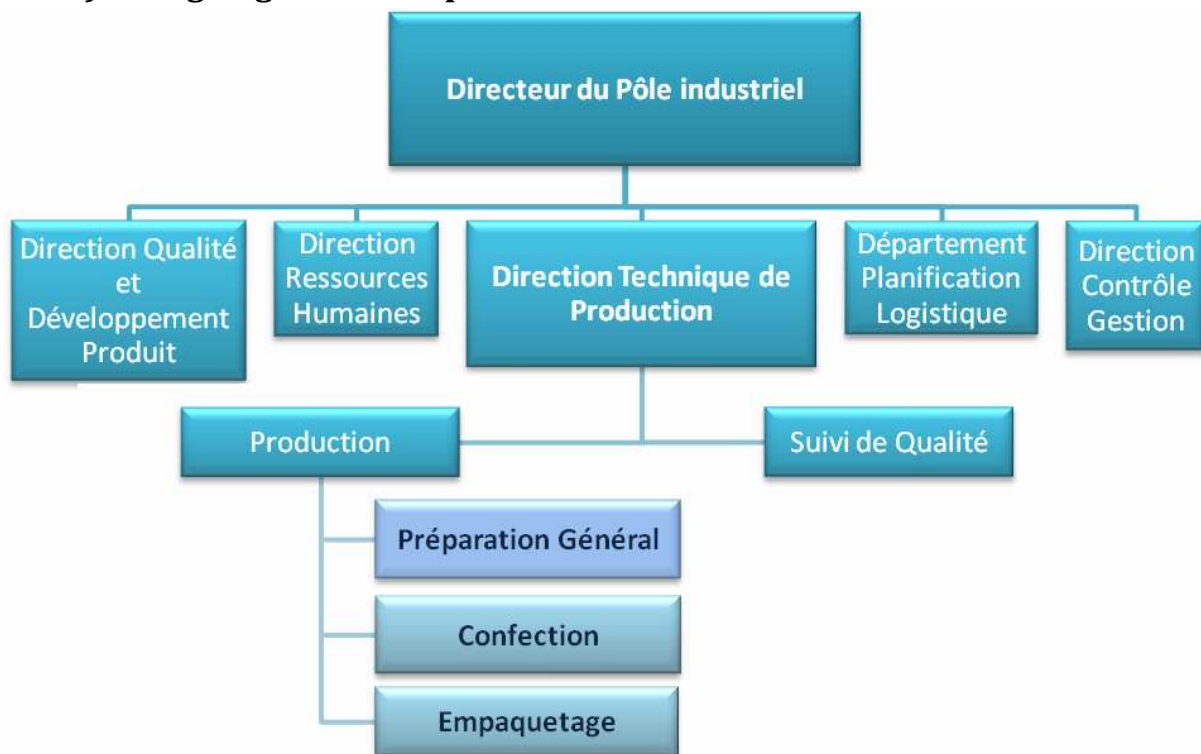 Directeur du Pôle industriel
Direction Qualité
et
Développement
Produit
Direction
Ressources
Humaines
Direction Technique de
Production
Département
Planification
Logistique
Direction
Contrôle
Gestion
Production
Suivi de Qualité
Préparation Général
Confection
Empaquetage